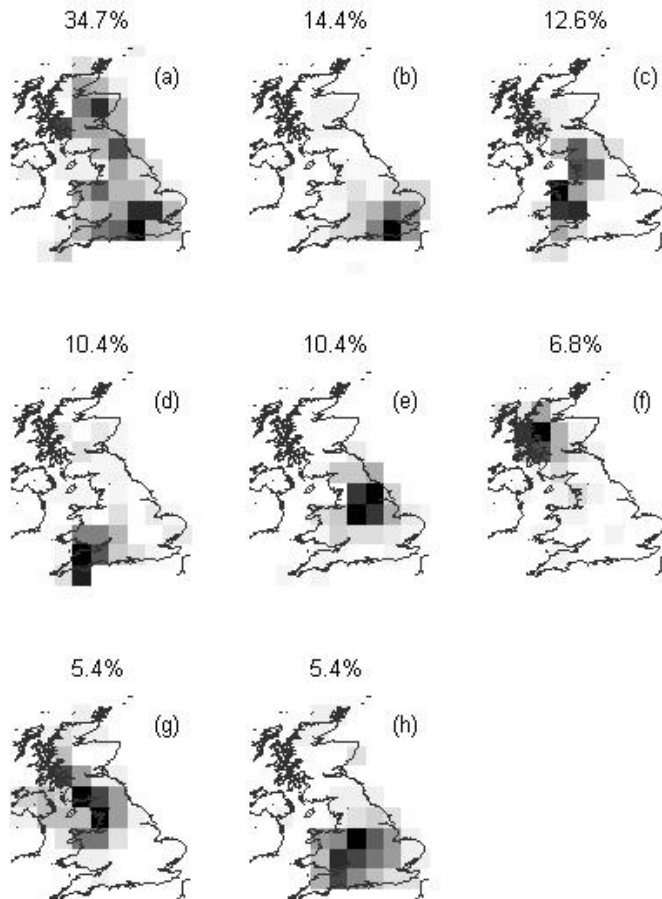 34.7% 14.4% 12.6%
(a) (b) (c)
10.4% 10.4% 6.8%
(d) (e) (f)
5.4% 5.4%
(g) (h)